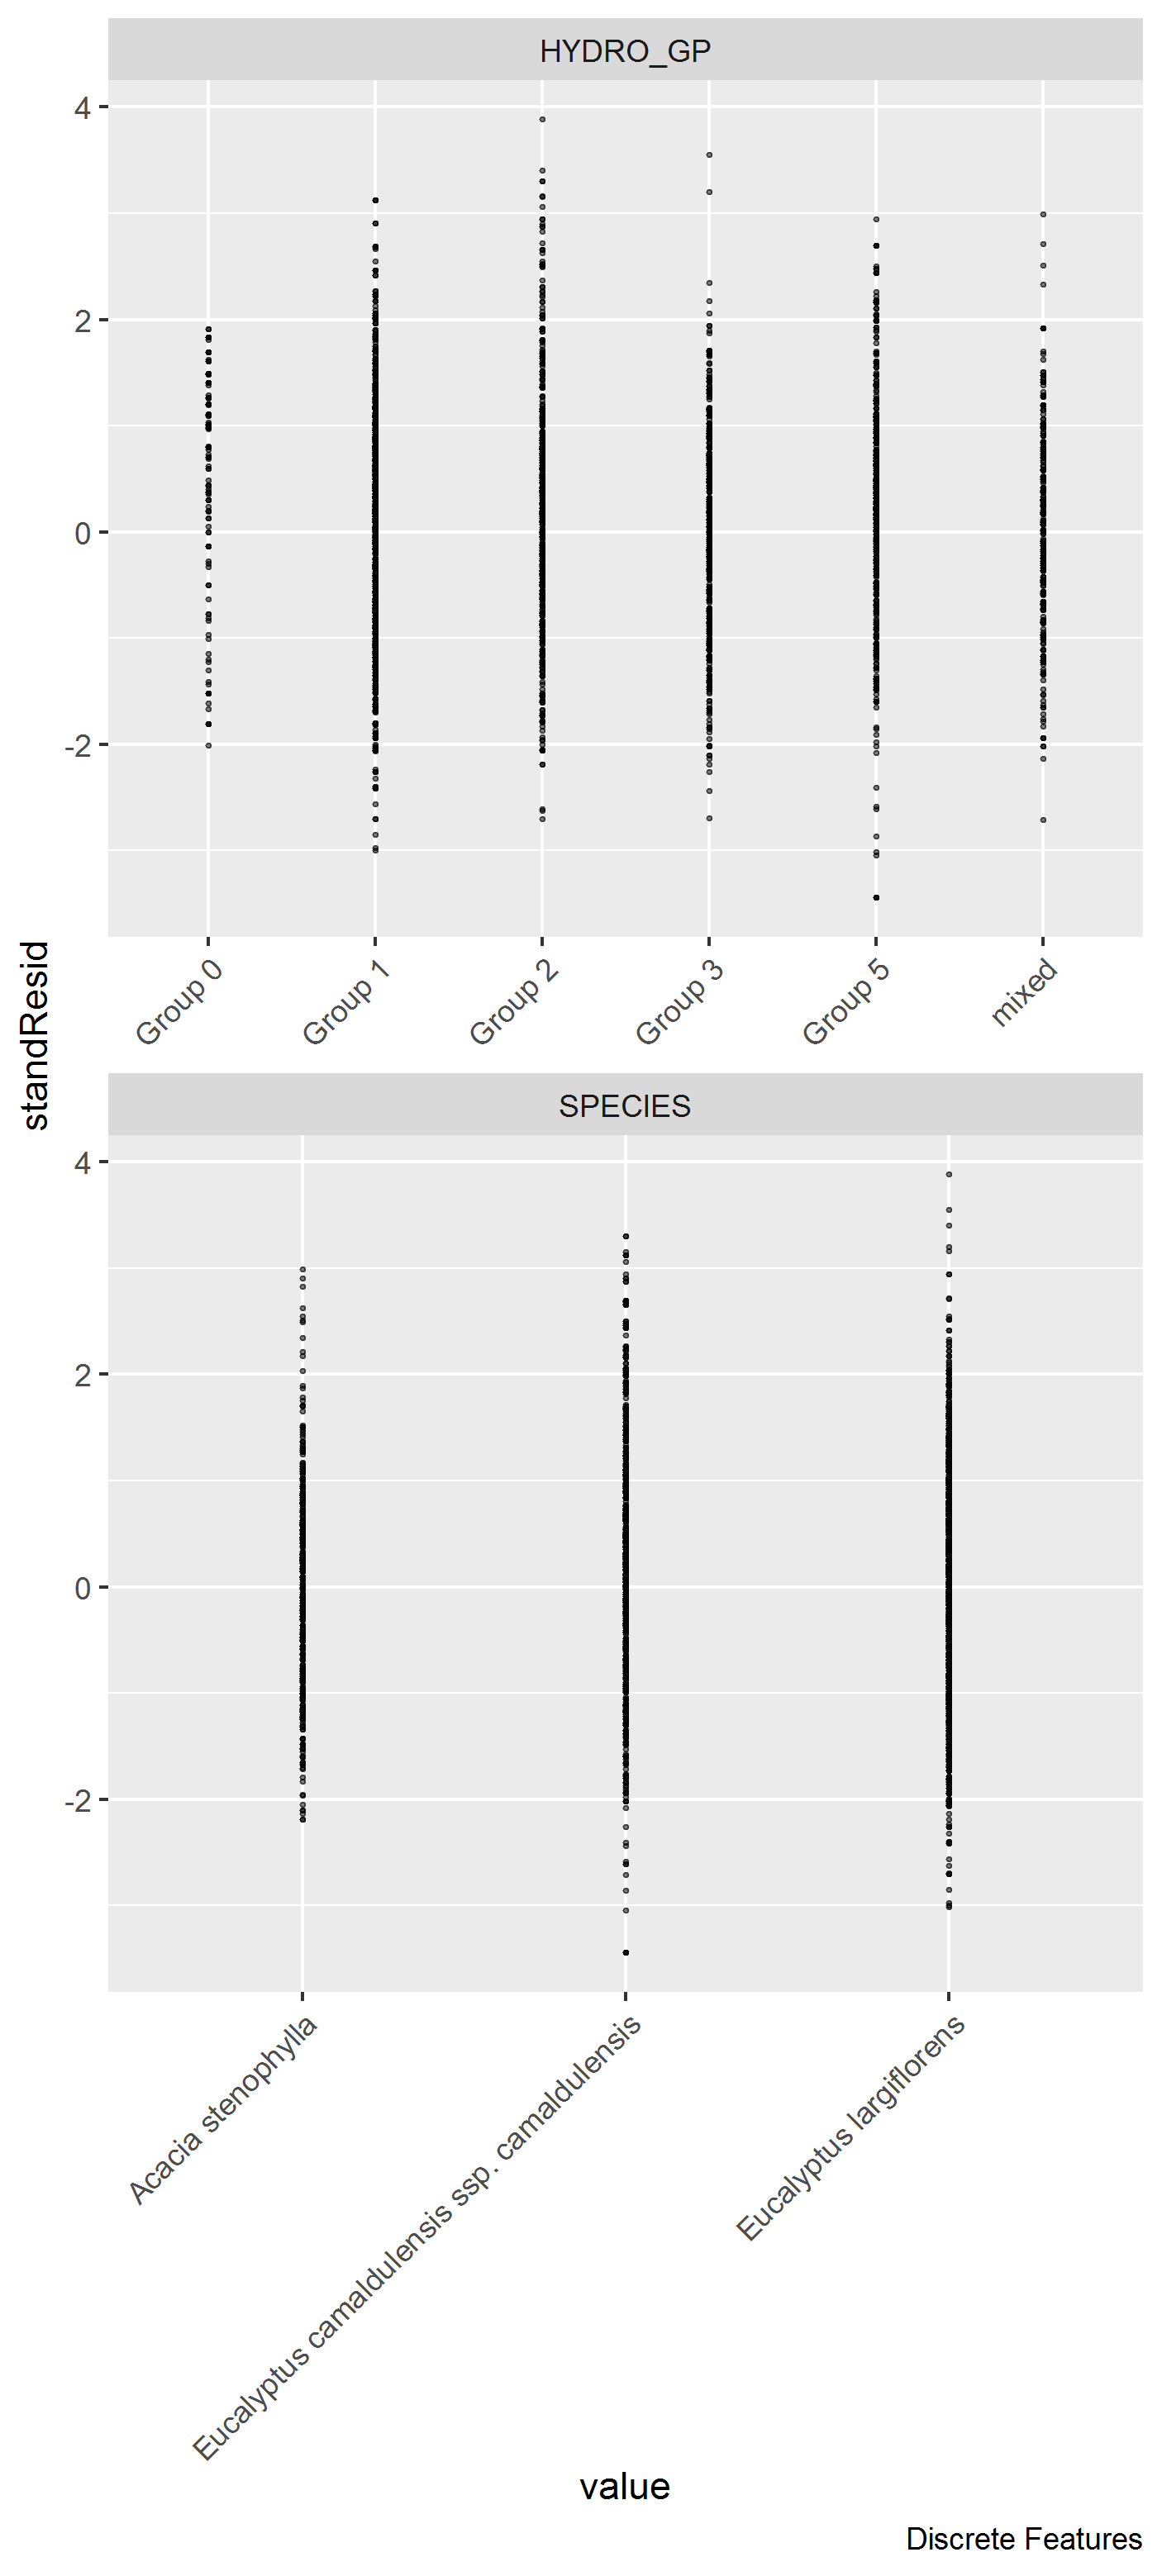 HYDRO_GP
4
2
0
-2
Group 0
Group 1
Group 2
Group 3
Group 5
mixed
standResid
SPECIES
4
2
0
-2
Acacia stenophylla
Eucalyptus camaldulensis ssp. camaldulensis
Eucalyptus largiflorens
value
Discrete Features